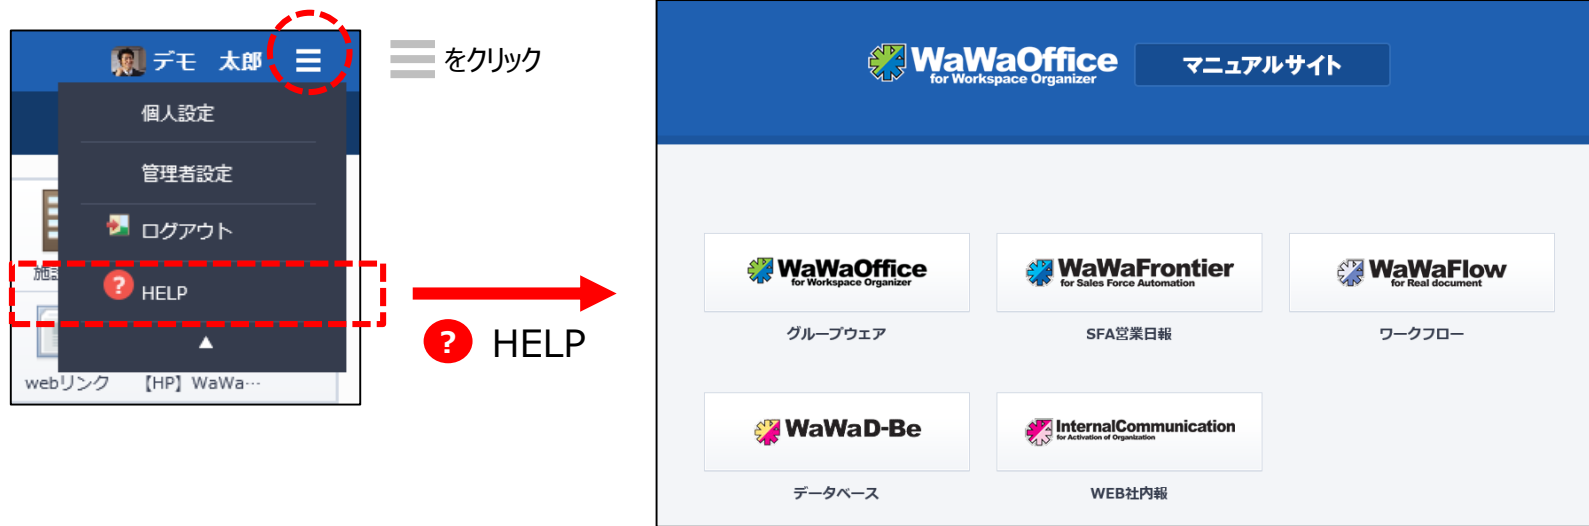 デモ 太郎
個人設定
管理者設定
ログアウト
HELP
webリンク 【HP】WaWa…
をクリック
? HELP
WaWaOffice
for Workspace Organizer
マニュアルサイト
WaWaOffice
for Workspace Organizer
グループウェア
WaWaFrontier
for Sales Force Automation
SFA営業日報
WaWaFlow
for Real document
ワークフロー
WaWaD-Be
データベース
InternalCommunication
for Activation of Organization
WEB社内報